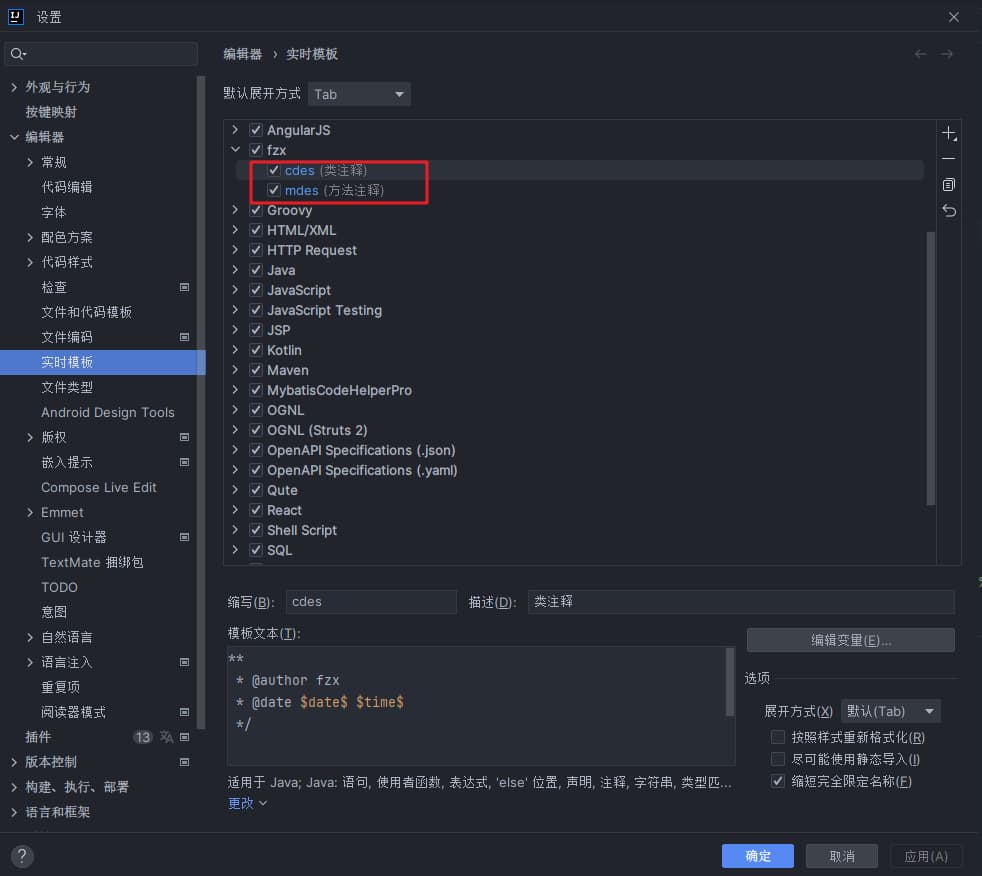 设置
编辑器 › 实时模板
外观与行为
按键映射
编辑器
常规
代码编辑
字体
配色方案
代码样式
检查
文件和代码模板
文件编码
实时模板
文件类型
Android Design Tools
版权
嵌入提示
Compose Live Edit
Emmet
GUI 设计器
TextMate 捆绑包
TODO
意图
自然语言
语言注入
重复项
阅读器模式
插件 13
版本控制
构建、执行、部署
语言和框架
默认展开方式 Tab
AngularJS
fzx
cdes (类注释)
mdes (方法注释)
Groovy
HTML/XML
HTTP Request
Java
JavaScript
JavaScript Testing
JSP
Kotlin
Maven
MybatisCodeHelperPro
OGNL
OGNL (Struts 2)
OpenAPI Specifications (.json)
OpenAPI Specifications (.yaml)
Qute
React
Shell Script
SQL
缩写(B): cdes 描述(D): 类注释
模板文本(T):
**
* @author fzx
* @date $date$ $time$
*/
编辑变量(E)...
选项
展开方式(X) 默认(Tab)
按照样式重新格式化(R)
尽可能使用静态导入(I)
缩短完全限定名称(F)
适用于 Java; Java: 语句, 使用者函数, 表达式, 'else' 位置, 声明, 注释, 字符串, 类型匹...
更改
? 确定 取消 应用(A)